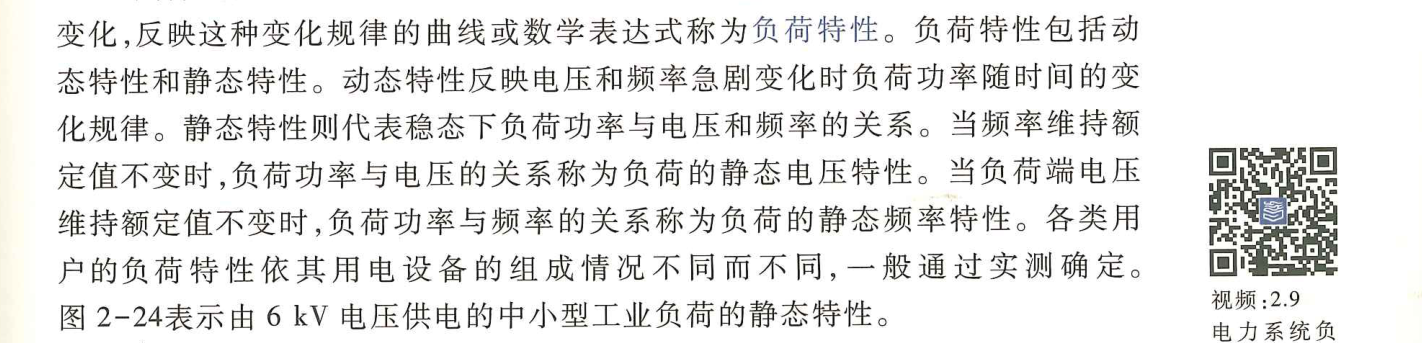 变化,反映这种变化规律的曲线或数学表达式称为负荷特性。负荷特性包括动
态特性和静态特性。动态特性反映电压和频率急剧变化时负荷功率随时间的变
化规律。静态特性则代表稳态下负荷功率与电压和频率的关系。当频率维持额
定值不变时,负荷功率与电压的关系称为负荷的静态电压特性。当负荷端电压
维持额定值不变时,负荷功率与频率的关系称为负荷的静态频率特性。各类用
户的负荷特性依其用电设备的组成情况不同而不同,一般通过实测确定。
图 2-24表示由 6 kV 电压供电的中小型工业负荷的静态特性。
视频:2.9
电力系统负